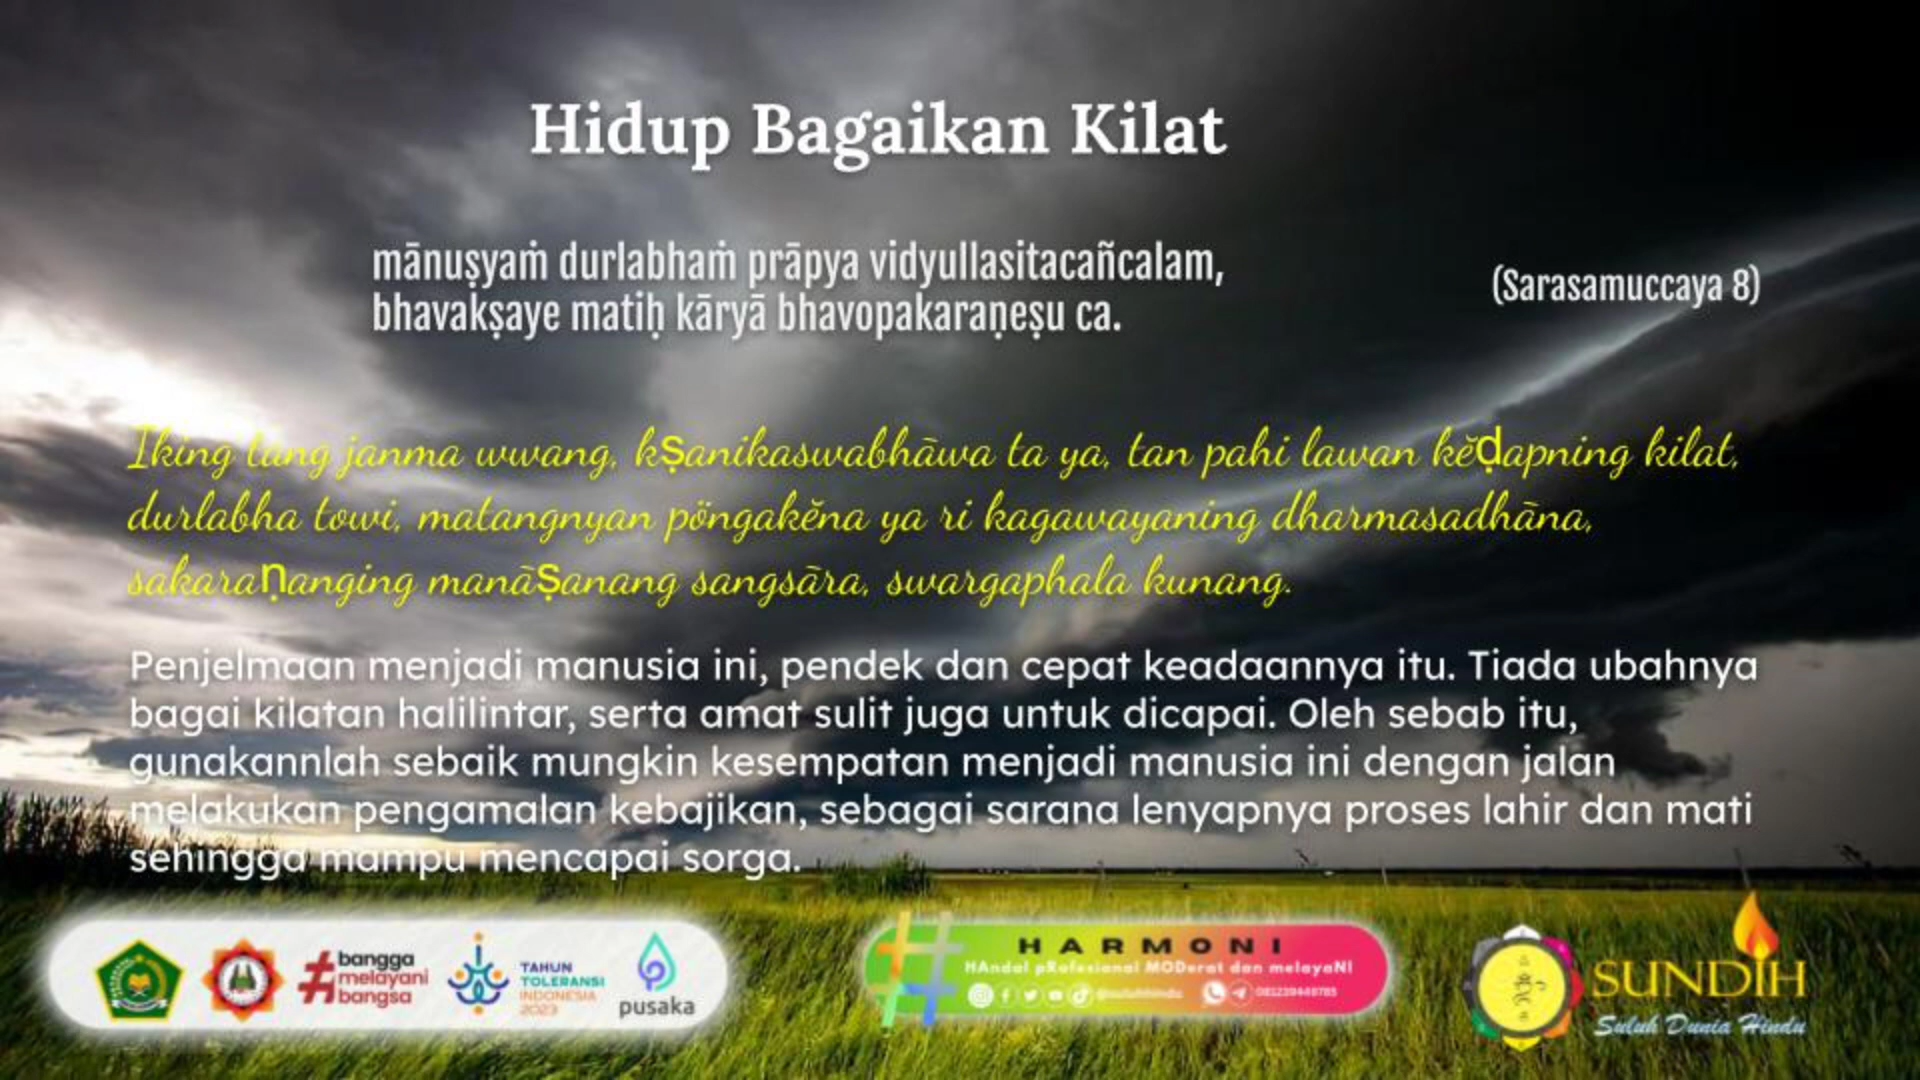 Hidup Bagaikan Kilat
mānuṣyaṁ durlabhaṁ prāpya vidyullasitacañcalam,
bhavakṣaye matiḥ kāryā bhavopakaraṇeṣu ca.
(Sarasamuccaya 8)
Iking tang janma wwang, kṣanikaswabhāwa ta ya, tan pahi lawan kĕḍapning kilat,
durlabha towi, matangnyan pöngakĕna ya ri kagawayaning dharmasadhāna,
sakaraṇanging manāṣanang sangsāra, swargaphala kunang.
Penjelmaan menjadi manusia ini, pendek dan cepat keadaannya itu. Tiada ubahnya
bagai kilatan halilintar, serta amat sulit juga untuk dicapai. Oleh sebab itu,
gunakannlah sebaik mungkin kesempatan menjadi manusia ini dengan jalan
melakukan pengamalan kebajikan, sebagai sarana lenyapnya proses lahir dan mati
sehingga mampu mencapai sorga.
#bangga
melayani
bangsa
TAHUN
TOLERANSI
INDONESIA
2023
pusaka
HARMONI
HAndal pRofesional MODerat dan melayaNI
SUNDIH
Suluh Dunia Hindu